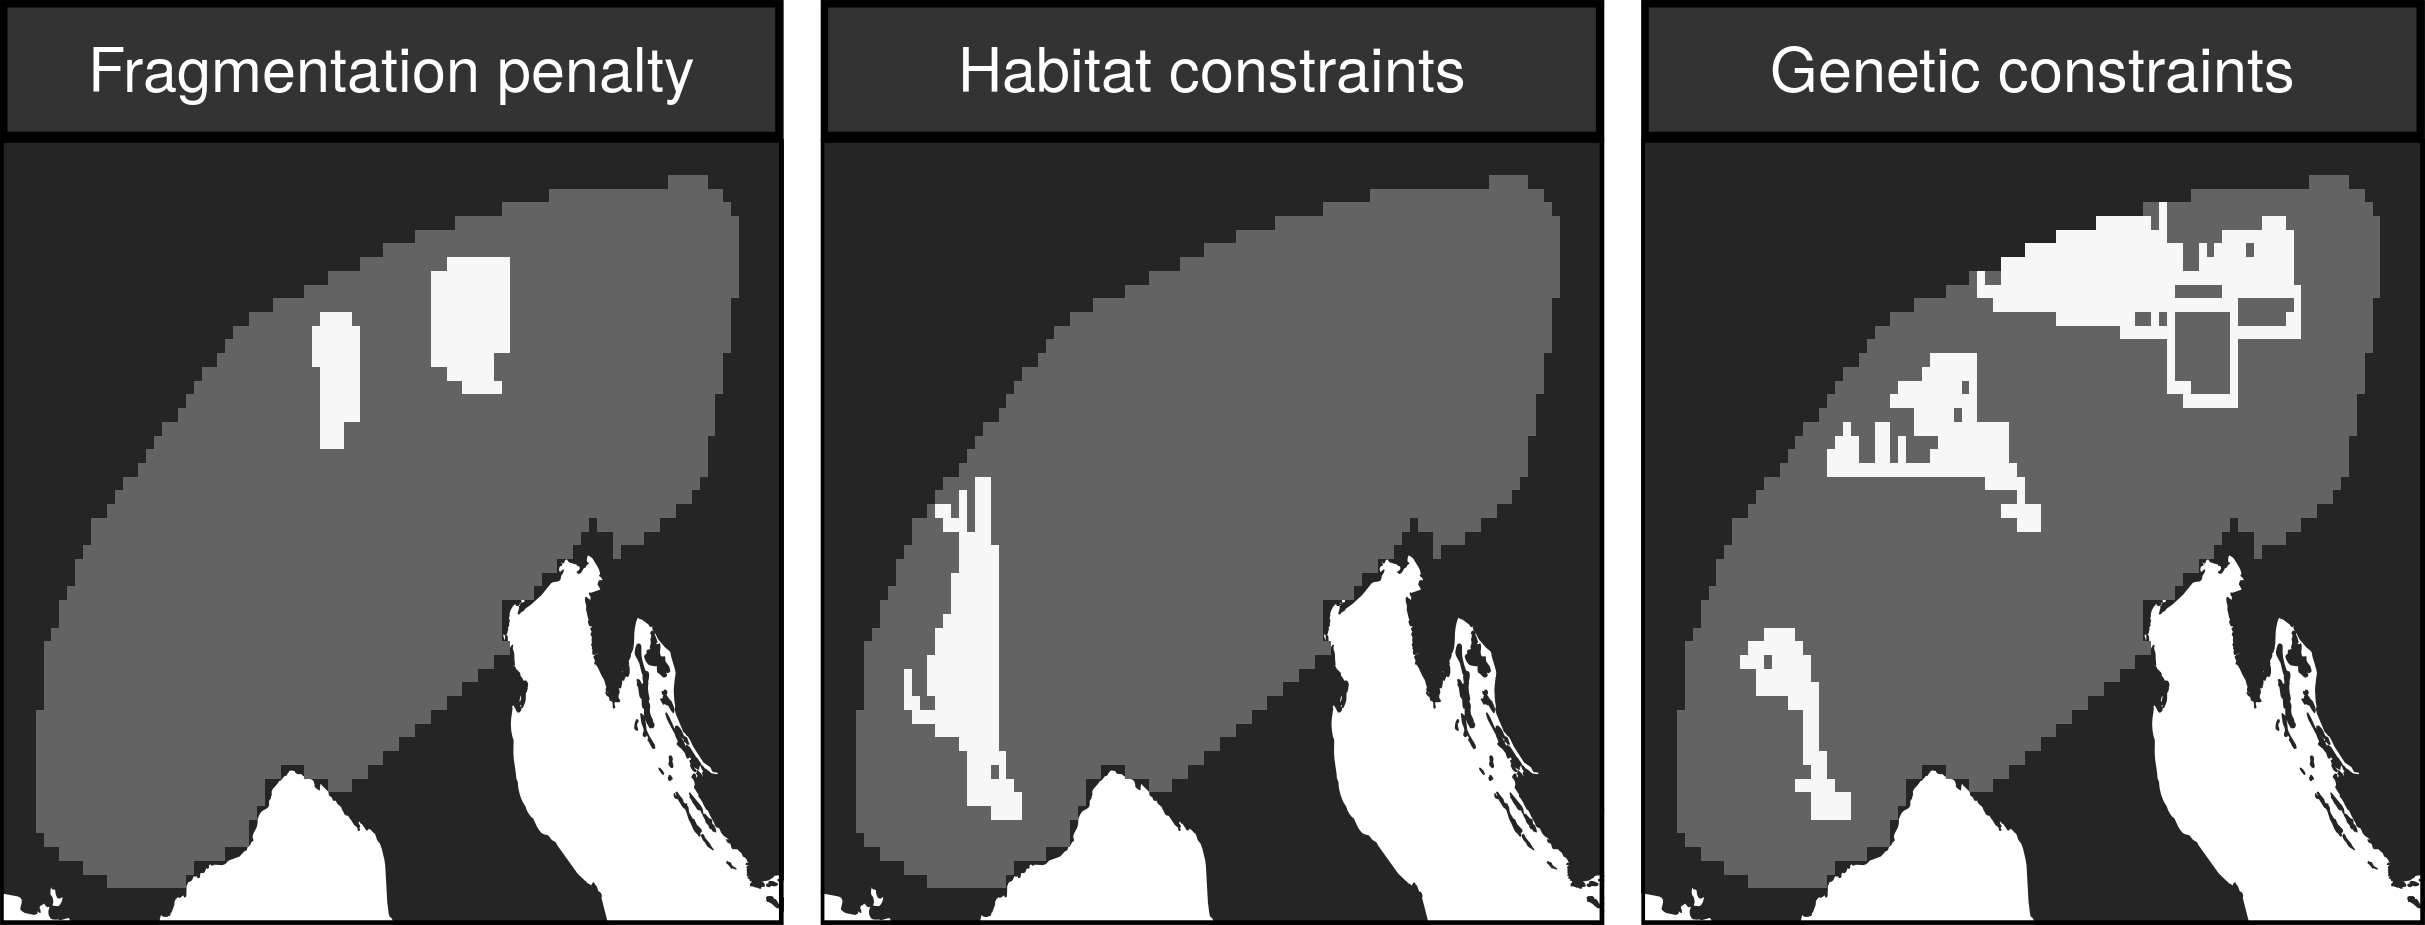 Fragmentation penalty
Habitat constraints
Genetic constraints